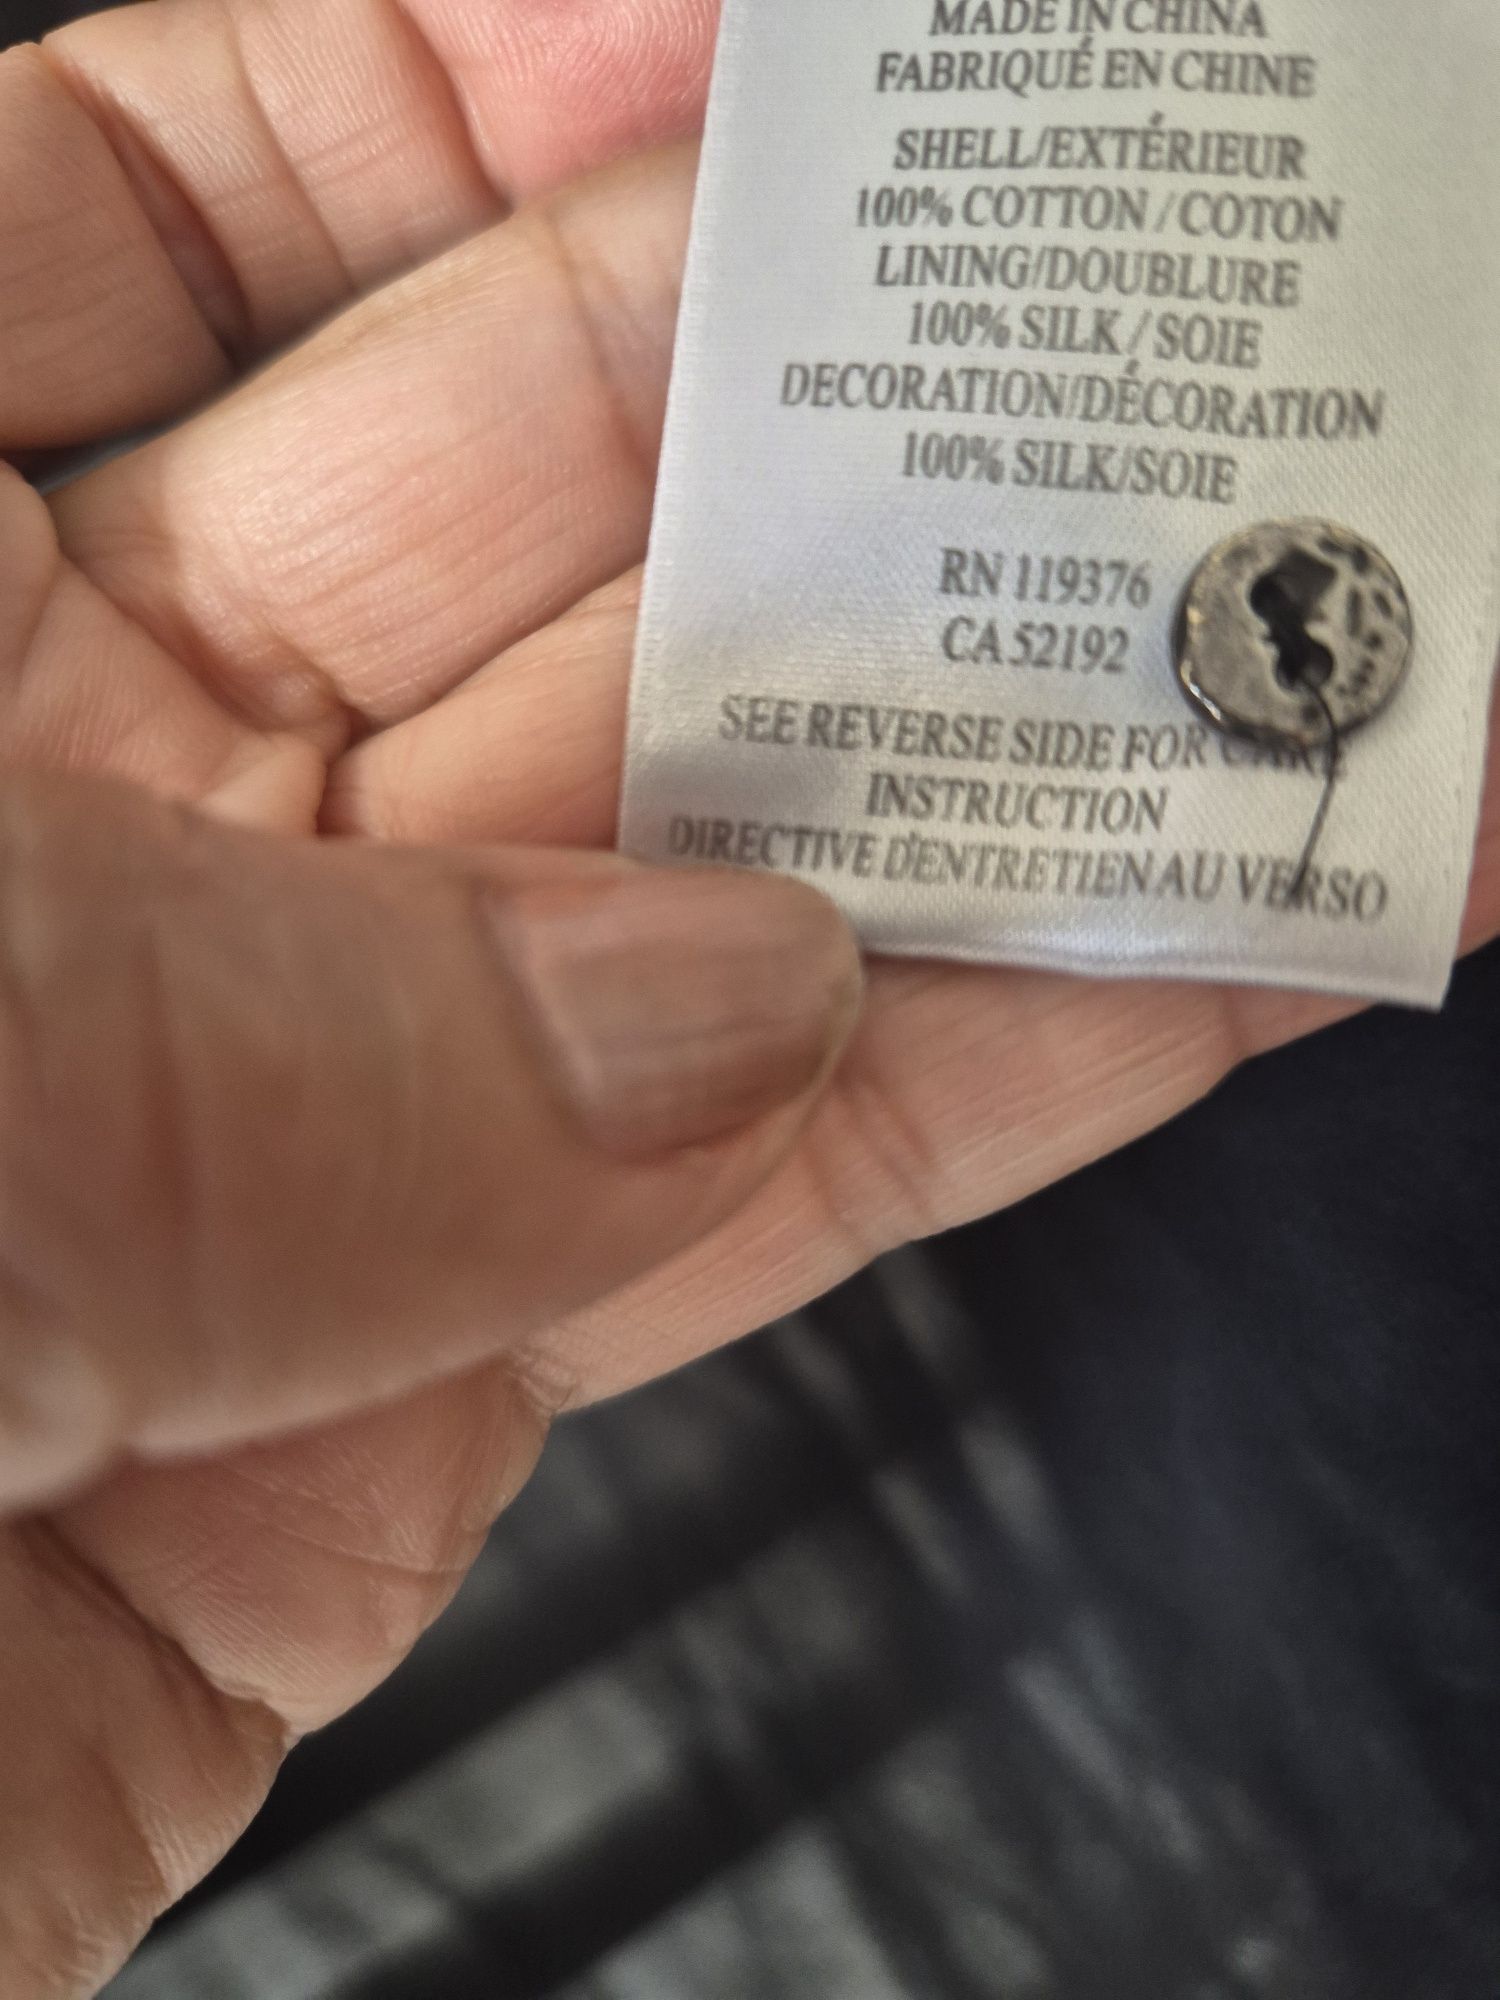 MADE IN CHINA
FABRIQUÉ EN CHINE
SHELL/EXTÉRIEUR
100% COTTON / COTON
LINING/DOUBLURE
100% SILK / SOIE
DECORATION/DÉCORATION
100% SILK/SOIE
RN 119376
CA 52192
SEE REVERSE SIDE FOR CARE
INSTRUCTION
DIRECTIVE D'ENTRETIEN AU VERSO